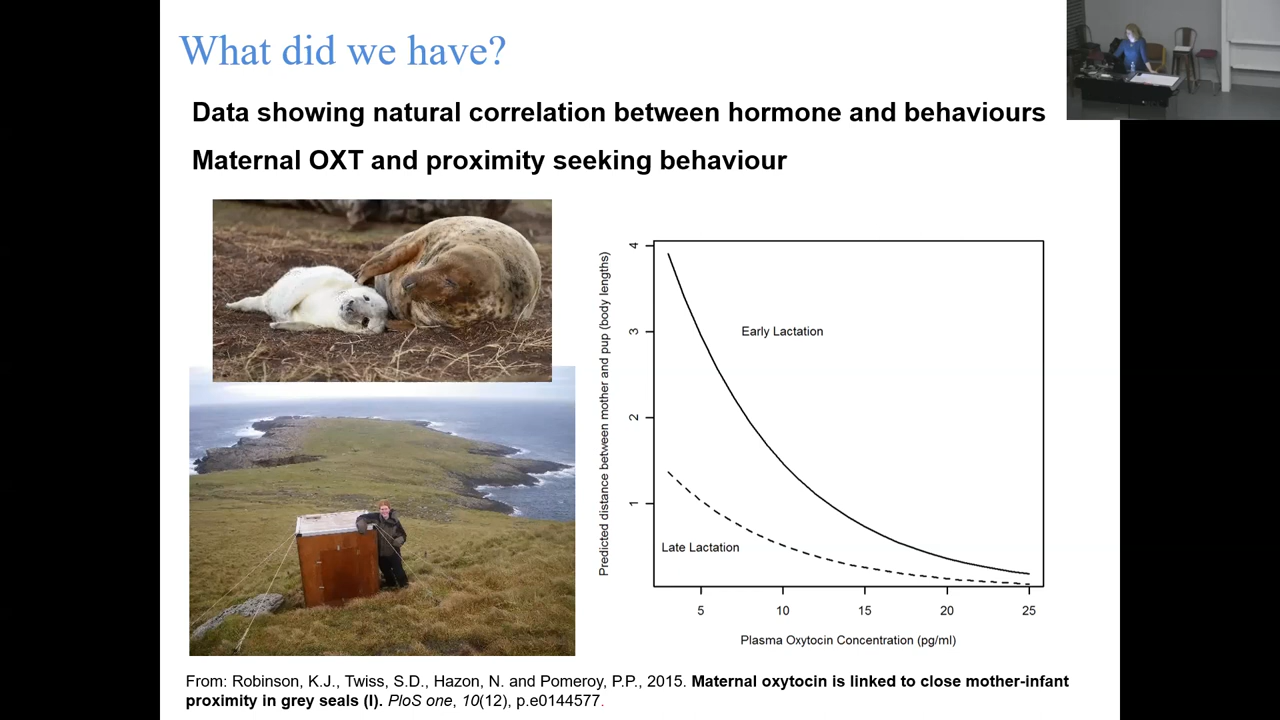 What did we have?
Data showing natural correlation between hormone and behaviours
Maternal OXT and proximity seeking behaviour
Predicted distance between mother and pup (body lengths)
4
3
2
1
Early Lactation
Late Lactation
5 10 15 20 25
Plasma Oxytocin Concentration (pg/ml)
From: Robinson, K.J., Twiss, S.D., Hazon, N. and Pomeroy, P.P., 2015. Maternal oxytocin is linked to close mother-infant
proximity in grey seals (I). PloS one, 10(12), p.e0144577.